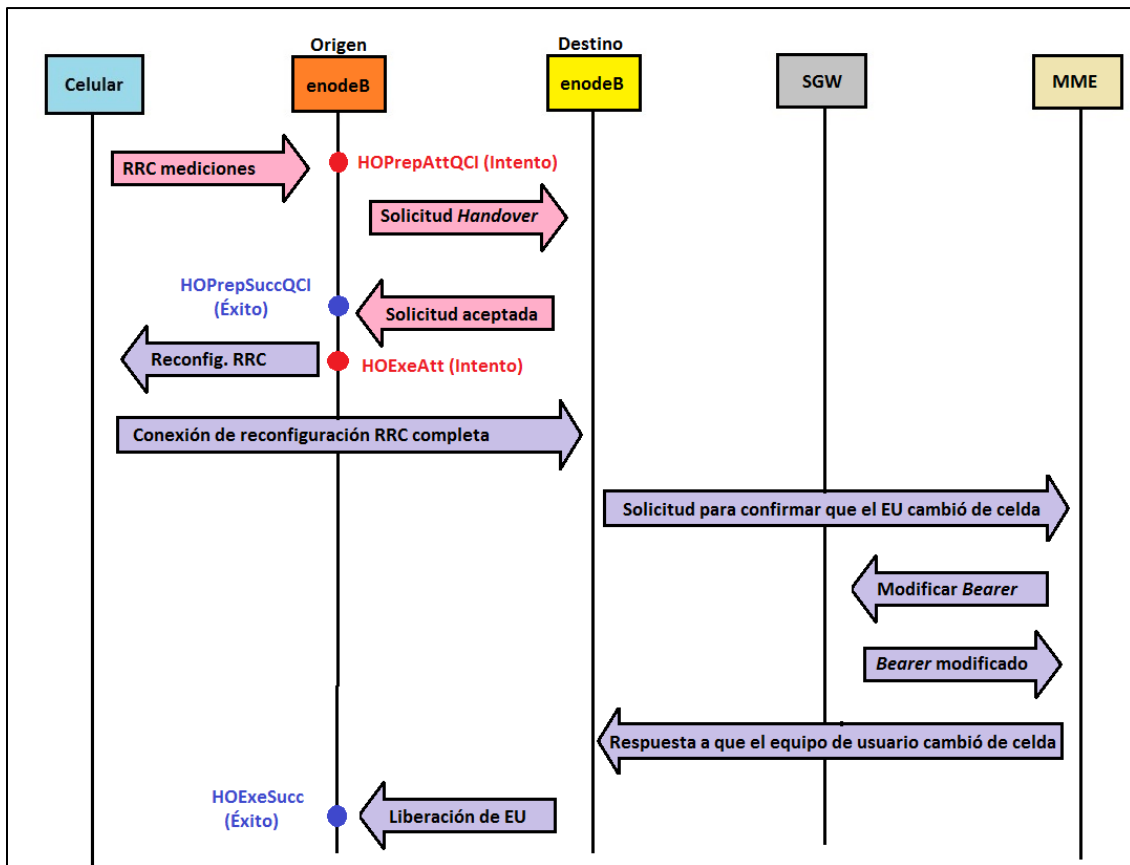 Origen
Destino
Celular
enodeB
enodeB
SGW
MME
RRC mediciones
HOPrepAttQCI (Intento)
Solicitud Handover
HOPrepSuccQCI
(Éxito)
Solicitud aceptada
Reconfig. RRC
HOExeAtt (Intento)
Conexión de reconfiguración RRC completa
Solicitud para confirmar que el EU cambió de celda
Modificar Bearer
Bearer modificado
Respuesta a que el equipo de usuario cambió de celda
HOExeSucc
(Éxito)
Liberación de EU